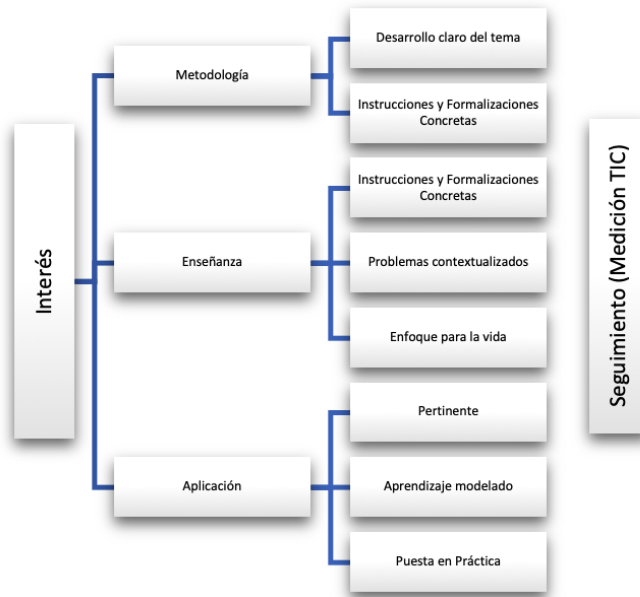 Interés
Metodología
Desarrollo claro del tema
Instrucciones y Formalizaciones
Concretas
Enseñanza
Instrucciones y Formalizaciones
Concretas
Problemas contextualizados
Enfoque para la vida
Aplicación
Pertinente
Aprendizaje modelado
Puesta en Práctica
Seguimiento (Medición TIC)